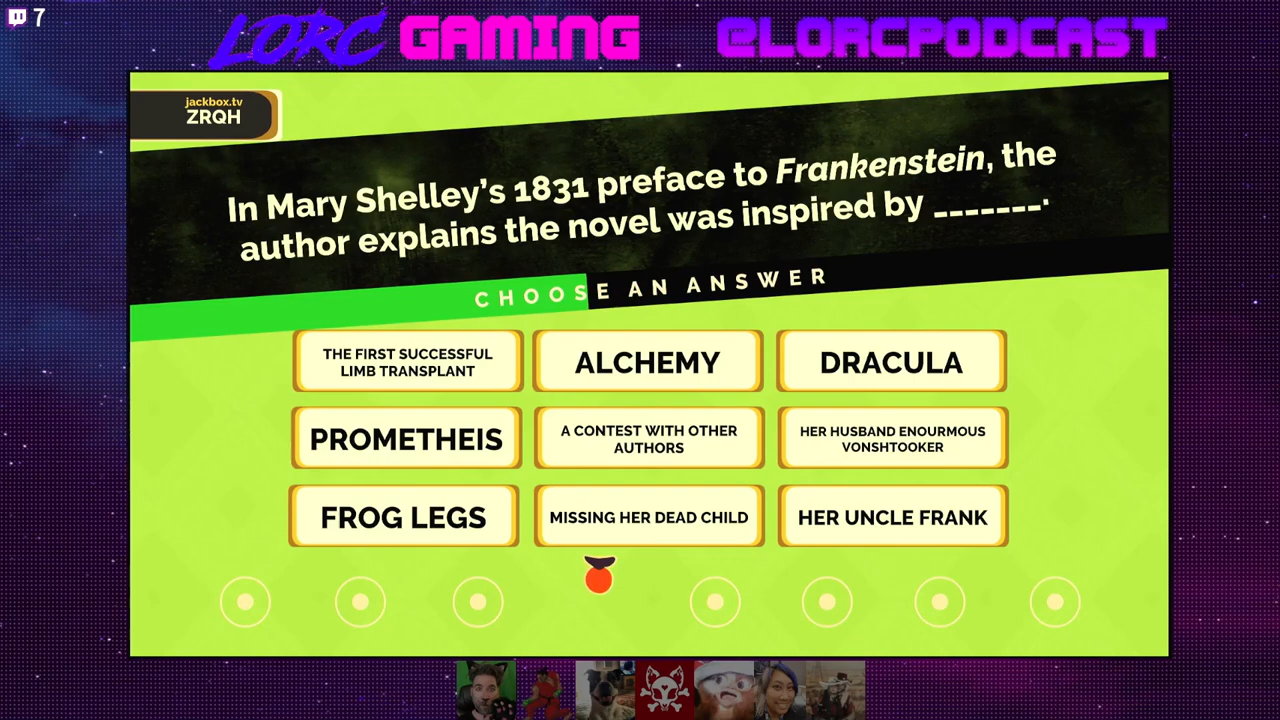 7
LORC GAMING
@LORCPODCAST
jackbox.tv
ZRQH
In Mary Shelley's 1831 preface to Frankenstein, the
author explains the novel was inspired by _______.
CHOOSE AN ANSWER
THE FIRST SUCCESSFUL
LIMB TRANSPLANT
ALCHEMY
DRACULA
PROMETHEIS
A CONTEST WITH OTHER
AUTHORS
HER HUSBAND ENOURMOUS
VONSHTOOKER
FROG LEGS
MISSING HER DEAD CHILD
HER UNCLE FRANK